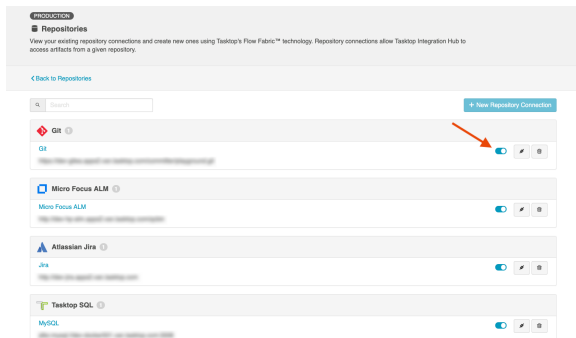 PRODUCTION
Repositories
View your existing repository connections and create new ones using Tasktop's Flow Fabric™ technology. Repository connections allow Tasktop Integration Hub to
access artifacts from a given repository.
Back to Repositories
Search
+ New Repository Connection
Git
Git
Micro Focus ALM
Micro Focus ALM
Atlassian Jira
Jira
Tasktop SQL
MySQL